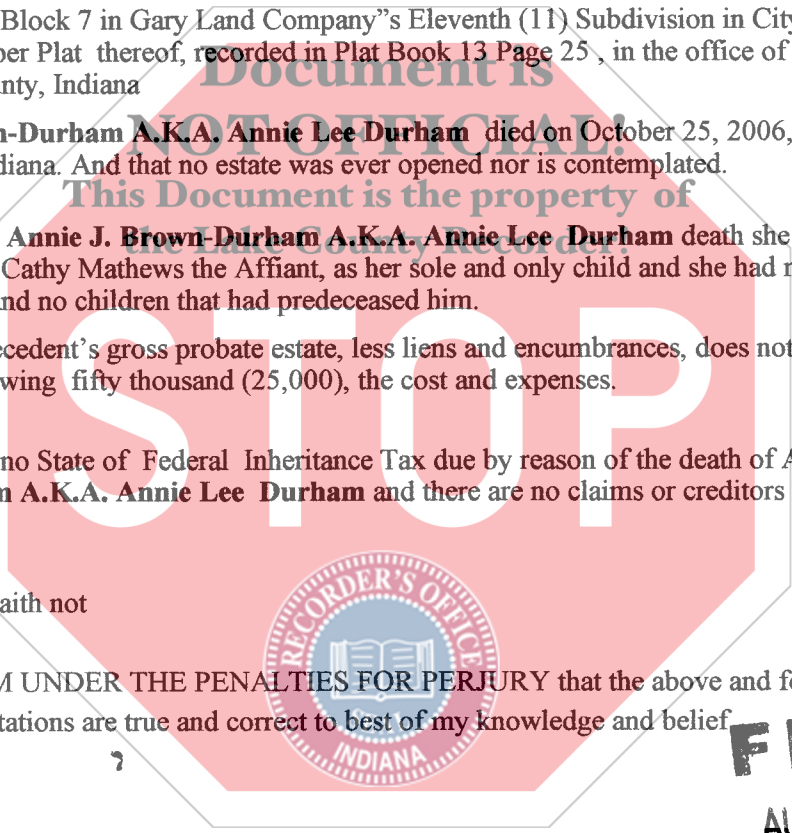 Block 7 in Gary Land Company"s Eleventh (11) Subdivision in City
per Plat thereof, recorded in Plat Book 13 Page 25 , in the office of
nty, Indiana
Document is
n-Durham A.K.A. Annie Lee Durham died on October 25, 2006,
NOT OFFICIAL!
diana. And that no estate was ever opened nor is contemplated.
This Document is the property of
Annie J. Brown-Durham A.K.A. Annie Lee Durham death she
the Lake County Recorder!
Cathy Mathews the Affiant, as her sole and only child and she had
nd no children that had predeceased him.
STOP
ecedent's gross probate estate, less liens and encumbrances, does not
wing fifty thousand (25,000), the cost and expenses.
no State of Federal Inheritance Tax due by reason of the death of A
m A.K.A. Annie Lee Durham and there are no claims or creditors
aith not
RECORDER'S OFFICE
INDIANA
M UNDER THE PENALTIES FOR PERJURY that the above and fo
tations are true and correct to best of my knowledge and belief
F
AU